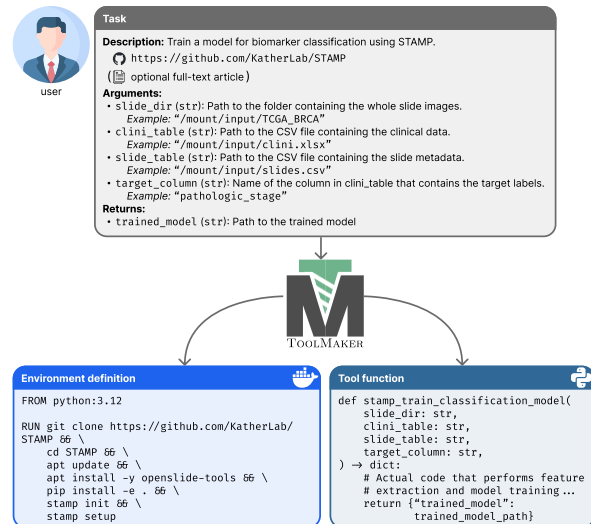 Task
Description: Train a model for biomarker classification using STAMP.
https://github.com/KatherLab/STAMP
( optional full-text article )
user
Arguments:
• slide_dir (str): Path to the folder containing the whole slide images.
Example: “/mount/input/TCGA_BRCA”
• clini_table (str): Path to the CSV file containing the clinical data.
Example: “/mount/input/clini.xlsx”
• slide_table (str): Path to the CSV file containing the slide metadata.
Example: “/mount/input/slides.csv”
• target_column (str): Name of the column in clini_table that contains the target labels.
Example: “pathologic_stage”
Returns:
• trained_model (str): Path to the trained model
TM
TOOLMAKER
Environment definition
FROM python:3.12
RUN git clone https://github.com/KatherLab/
STAMP && \
cd STAMP && \
apt update && \
apt install -y openslide-tools && \
pip install -e . && \
stamp init && \
stamp setup
Tool function
def stamp_train_classification_model(
slide_dir: str,
clini_table: str,
slide_table: str,
target_column: str,
) → dict:
# Actual code that performs feature
# extraction and model training...
return {“trained_model”:
trained_model_path}